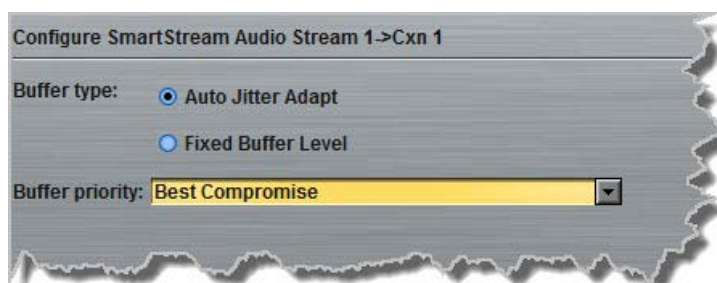 Configure SmartStream Audio Stream 1->Cxn 1
Buffer type:
Auto Jitter Adapt
Fixed Buffer Level
Buffer priority: Best Compromise